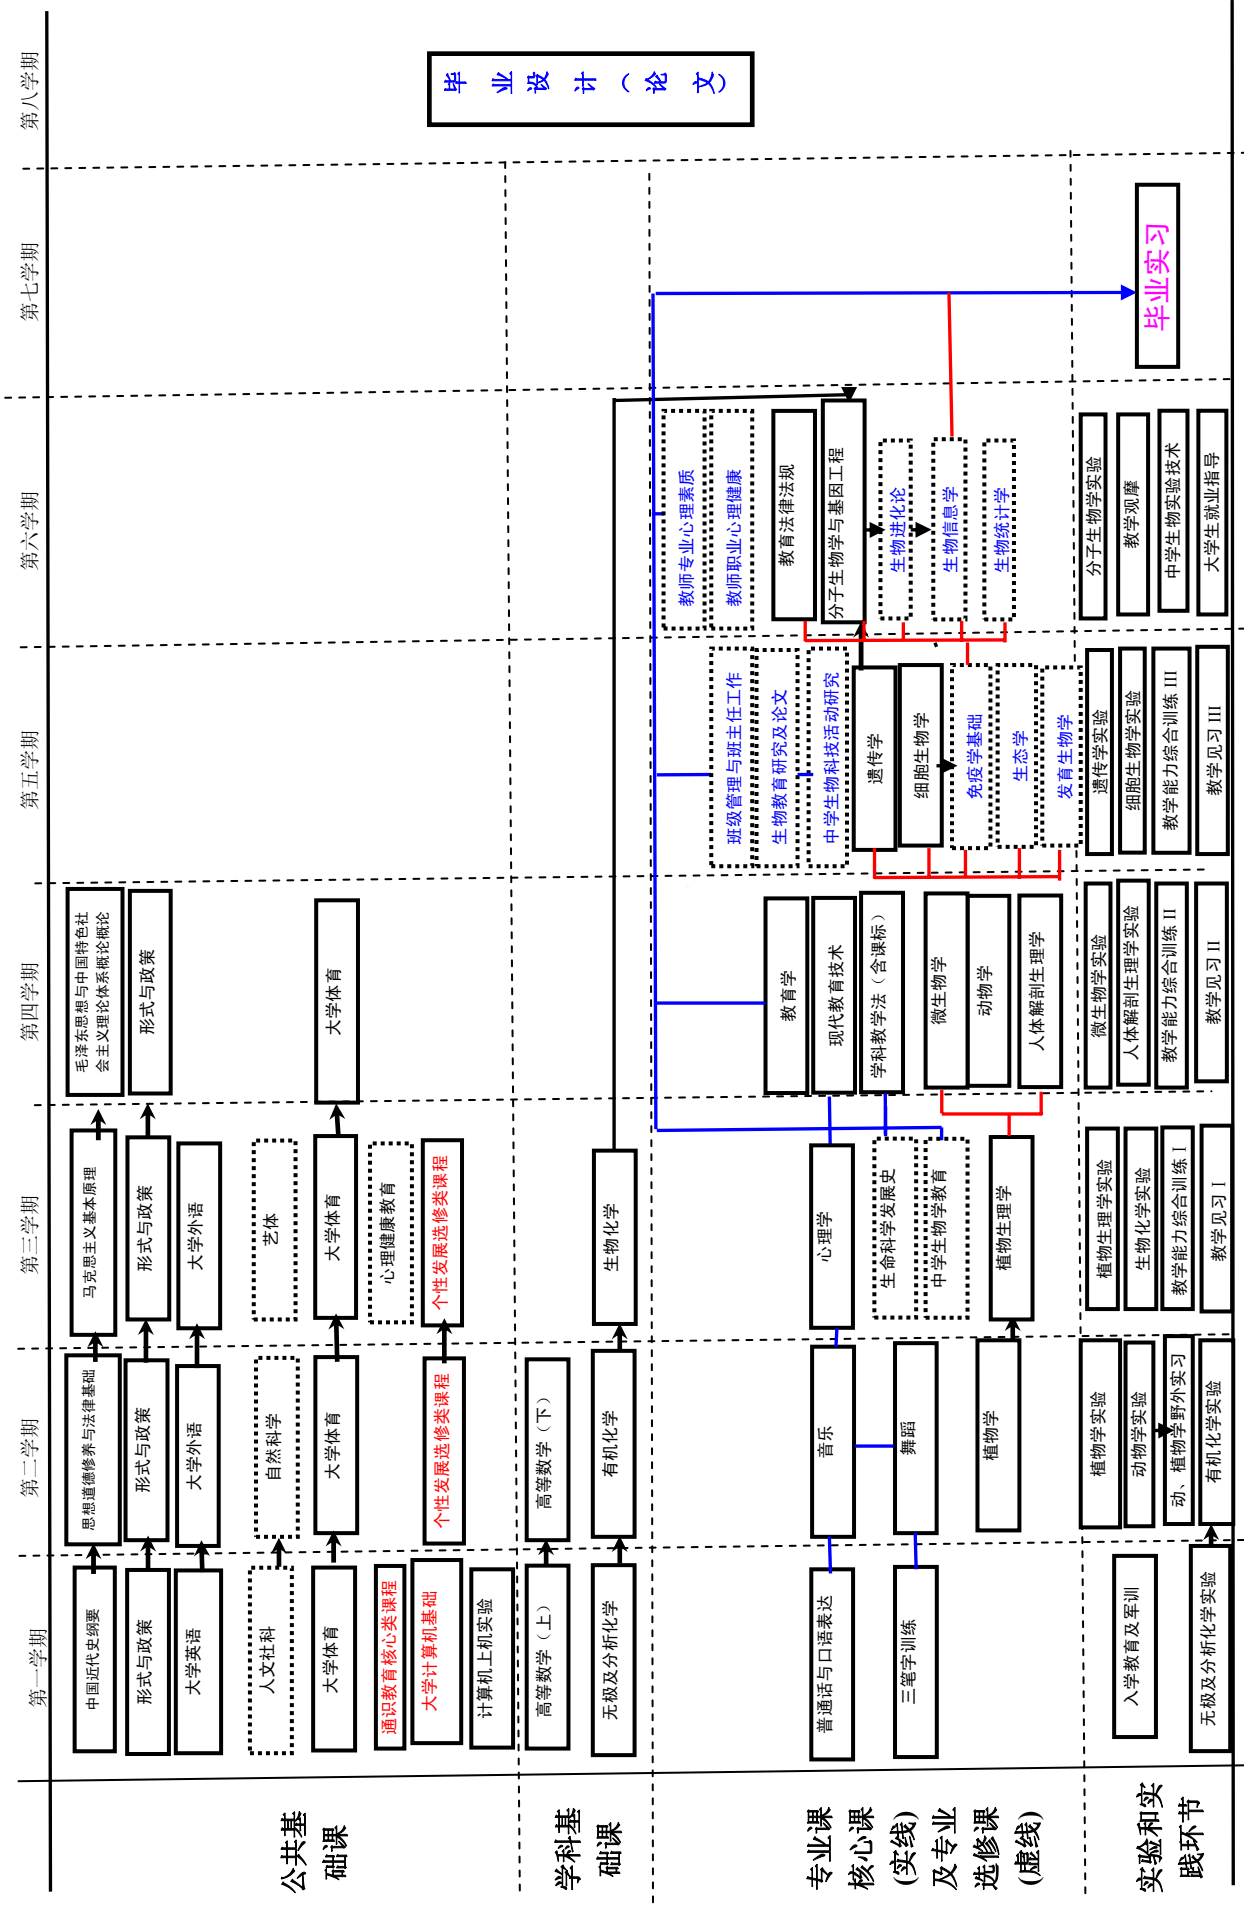 第一学期
第二学期
第三学期
第四学期
第五学期
第六学期
第七学期
第八学期
公共基
础课
中国近代史纲要
形式与政策
大学英语
人文社科
大学体育
通识教育核心类课程
大学计算机基础
计算机上机实验
思想道德修养与法律基础
形式与政策
大学外语
自然科学
大学体育
个性发展选修类课程
马克思主义基本原理
形式与政策
大学外语
艺体
大学体育
心理健康教育
个性发展选修类课程
毛泽东思想与中国特色社
会主义理论体系概论概论
形式与政策
大学体育
毕 业 设 计（ 论 文）
学科基
础课
高等数学（上）
无极及分析化学
高等数学（下）
有机化学
生物化学
专业课
核心课
(实线)
及专业
选修课
(虚线)
普通话与口语表达
三笔字训练
音乐
舞蹈
植物学
心理学
生命科学发展史
中学生物学教育
植物生理学
教育学
现代教育技术
学科教学法（含课标）
微生物学
动物学
人体解剖生理学
班级管理与班主任工作
生物教育研究及论文
中学生物科技活动研究
遗传学
细胞生物学
免疫学基础
生态学
发育生物学
教师专业心理素质
教师职业心理健康
教育法律法规
分子生物学与基因工程
生物进化论
生物信息学
生物统计学
实验和实
践环节
入学教育及军训
无极及分析化学实验
植物学实验
动物学实验
动、植物学野外实习
有机化学实验
植物生理学实验
生物化学实验
教学能力综合训练 I
教学见习 I
微生物学实验
人体解剖生理学实验
教学能力综合训练 II
教学见习 II
遗传学实验
细胞生物学实验
教学能力综合训练 III
教学见习 III
分子生物学实验
教学观摩
中学生物实验技术
大学生就业指导
毕业实习